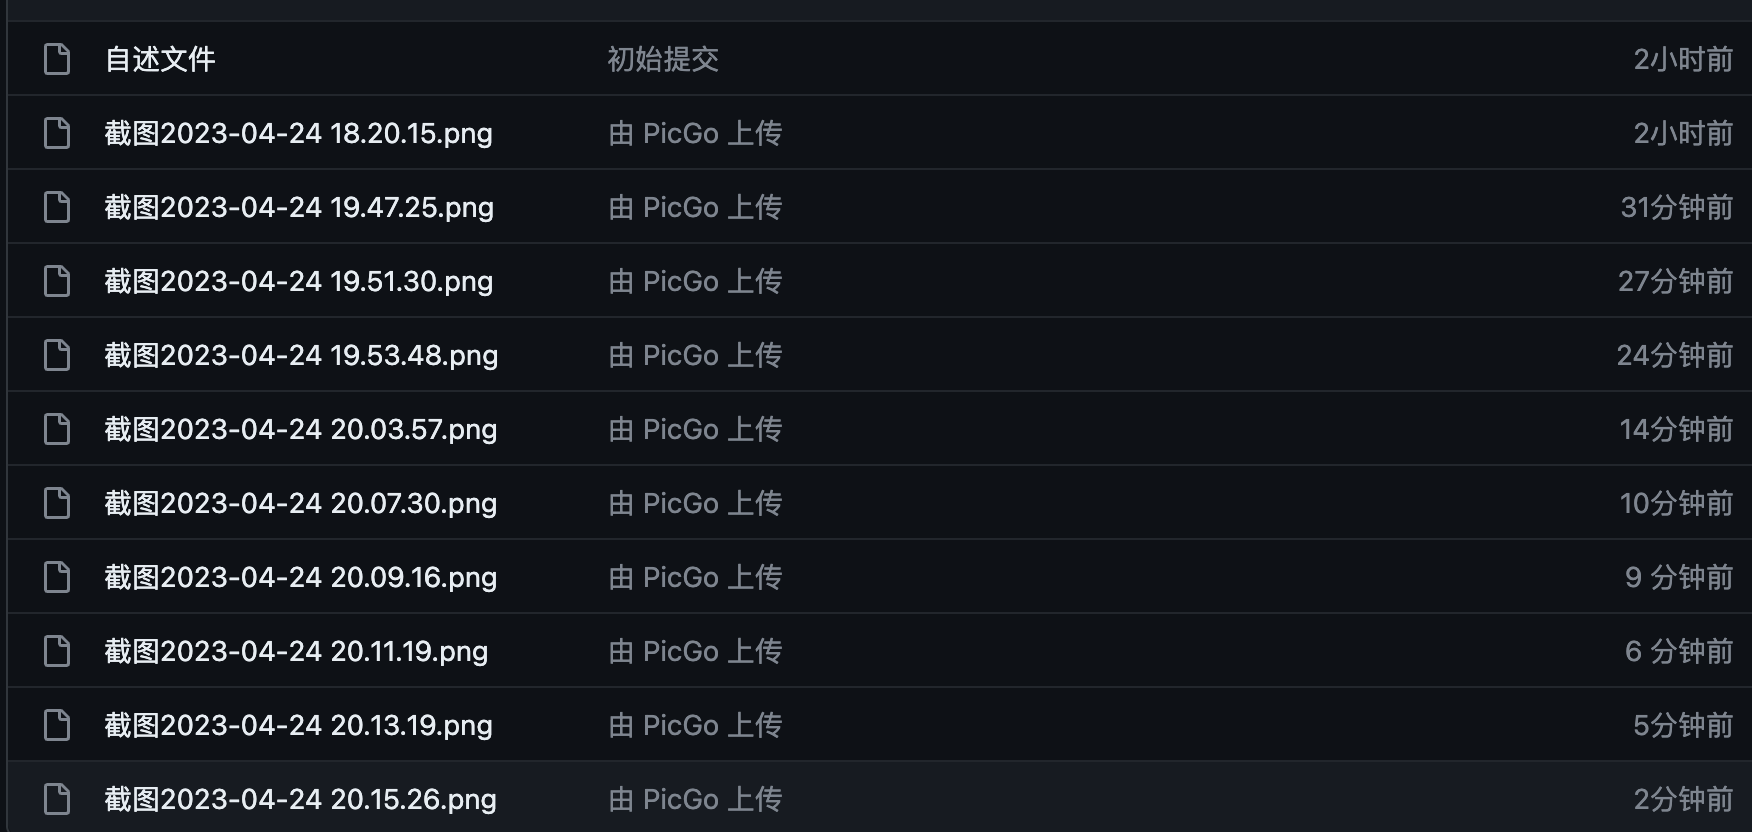 自述文件 初始提交 2小时前
截图2023-04-24 18.20.15.png 由 PicGo 上传 2小时前
截图2023-04-24 19.47.25.png 由 PicGo 上传 31分钟前
截图2023-04-24 19.51.30.png 由 PicGo 上传 27分钟前
截图2023-04-24 19.53.48.png 由 PicGo 上传 24分钟前
截图2023-04-24 20.03.57.png 由 PicGo 上传 14分钟前
截图2023-04-24 20.07.30.png 由 PicGo 上传 10分钟前
截图2023-04-24 20.09.16.png 由 PicGo 上传 9 分钟前
截图2023-04-24 20.11.19.png 由 PicGo 上传 6 分钟前
截图2023-04-24 20.13.19.png 由 PicGo 上传 5分钟前
截图2023-04-24 20.15.26.png 由 PicGo 上传 2分钟前